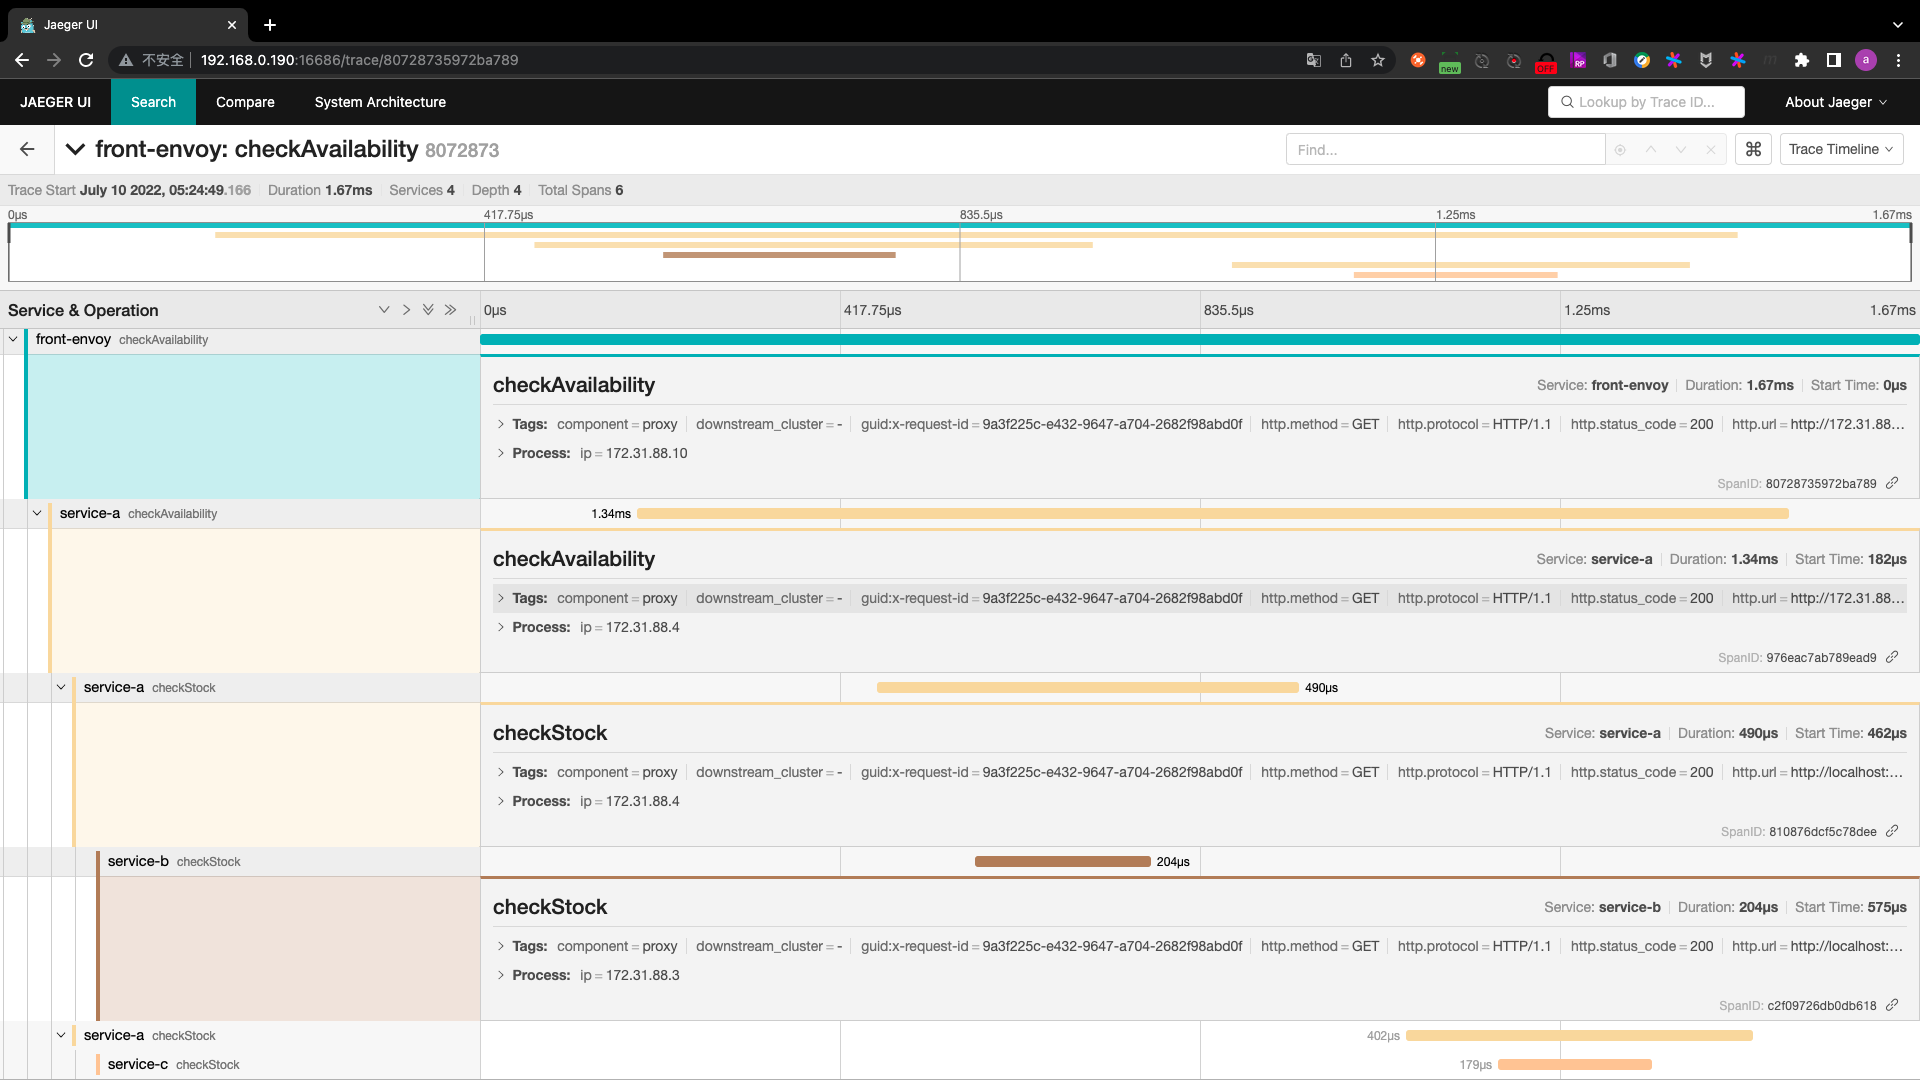 Jaeger UI
不安全 192.168.0.190:16686/trace/80728735972ba789
new
OFF
RP
a
JAEGER UI Search Compare System Architecture Lookup by Trace ID... About Jaeger
front-envoy: checkAvailability 8072873 Find... Trace Timeline
Trace Start July 10 2022, 05:24:49.166 Duration 1.67ms Services 4 Depth 4 Total Spans 6
0μs 417.75μs 835.5μs 1.25ms 1.67ms
Service & Operation 0μs 417.75μs 835.5μs 1.25ms 1.67ms
front-envoy checkAvailability
checkAvailability Service: front-envoy Duration: 1.67ms Start Time: 0μs
Tags: component = proxy downstream_cluster = - guid:x-request-id = 9a3f225c-e432-9647-a704-2682f98abd0f http.method = GET http.protocol = HTTP/1.1 http.status_code = 200 http.url = http://172.31.88...
Process: ip = 172.31.88.10
SpanID: 80728735972ba789
service-a checkAvailability 1.34ms
checkAvailability Service: service-a Duration: 1.34ms Start Time: 182μs
Tags: component = proxy downstream_cluster = - guid:x-request-id = 9a3f225c-e432-9647-a704-2682f98abd0f http.method = GET http.protocol = HTTP/1.1 http.status_code = 200 http.url = http://172.31.88...
Process: ip = 172.31.88.4
SpanID: 976eac7ab789ead9
service-a checkStock 490μs
checkStock Service: service-a Duration: 490μs Start Time: 462μs
Tags: component = proxy downstream_cluster = - guid:x-request-id = 9a3f225c-e432-9647-a704-2682f98abd0f http.method = GET http.protocol = HTTP/1.1 http.status_code = 200 http.url = http://localhost:...
Process: ip = 172.31.88.4
SpanID: 810876dcf5c78dee
service-b checkStock 204μs
checkStock Service: service-b Duration: 204μs Start Time: 575μs
Tags: component = proxy downstream_cluster = - guid:x-request-id = 9a3f225c-e432-9647-a704-2682f98abd0f http.method = GET http.protocol = HTTP/1.1 http.status_code = 200 http.url = http://localhost:...
Process: ip = 172.31.88.3
SpanID: c2f09726db0db618
service-a checkStock 402μs
service-c checkStock 179μs